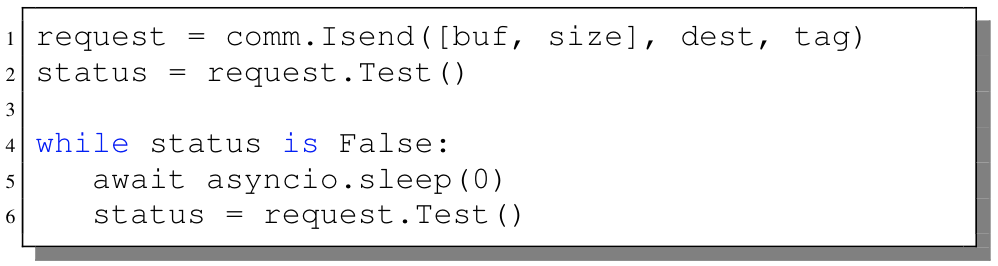 1 request = comm.Isend([buf, size], dest, tag)
2 status = request.Test()
3
4 while status is False:
5    await asyncio.sleep(0)
6    status = request.Test()